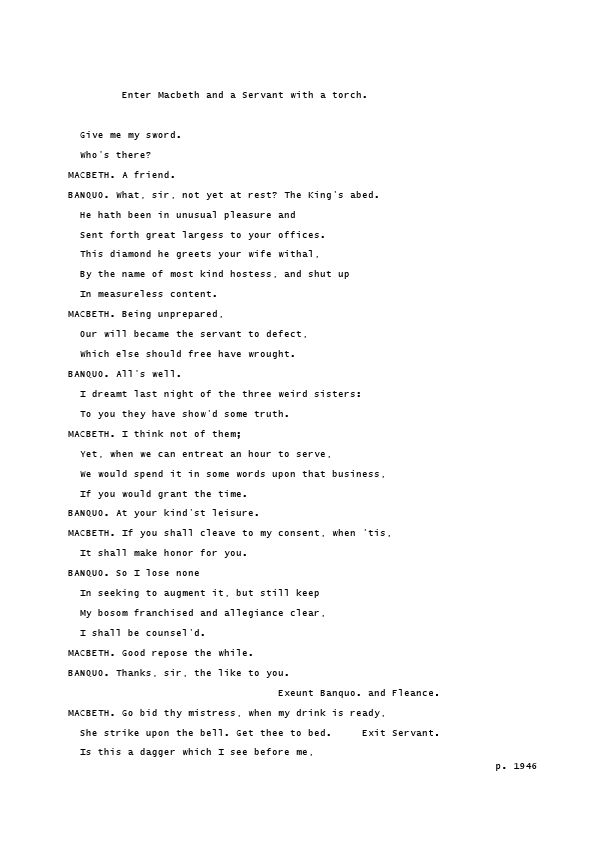 Enter Macbeth and a Servant with a torch.
Give me my sword.
Who's there?
MACBETH. A friend.
BANQUO. What, sir, not yet at rest? The King's abed.
He hath been in unusual pleasure and
Sent forth great largess to your offices.
This diamond he greets your wife withal,
By the name of most kind hostess, and shut up
In measureless content.
MACBETH. Being unprepared,
Our will became the servant to defect,
Which else should free have wrought.
BANQUO. All's well.
I dreamt last night of the three weird sisters:
To you they have show'd some truth.
MACBETH. I think not of them;
Yet, when we can entreat an hour to serve,
We would spend it in some words upon that business,
If you would grant the time.
BANQUO. At your kind'st leisure.
MACBETH. If you shall cleave to my consent, when 'tis,
It shall make honor for you.
BANQUO. So I lose none
In seeking to augment it, but still keep
My bosom franchised and allegiance clear,
I shall be counsel'd.
MACBETH. Good repose the while.
BANQUO. Thanks, sir, the like to you.
Exeunt Banquo. and Fleance.
MACBETH. Go bid thy mistress, when my drink is ready,
She strike upon the bell. Get thee to bed. Exit Servant.
Is this a dagger which I see before me,
p. 1946